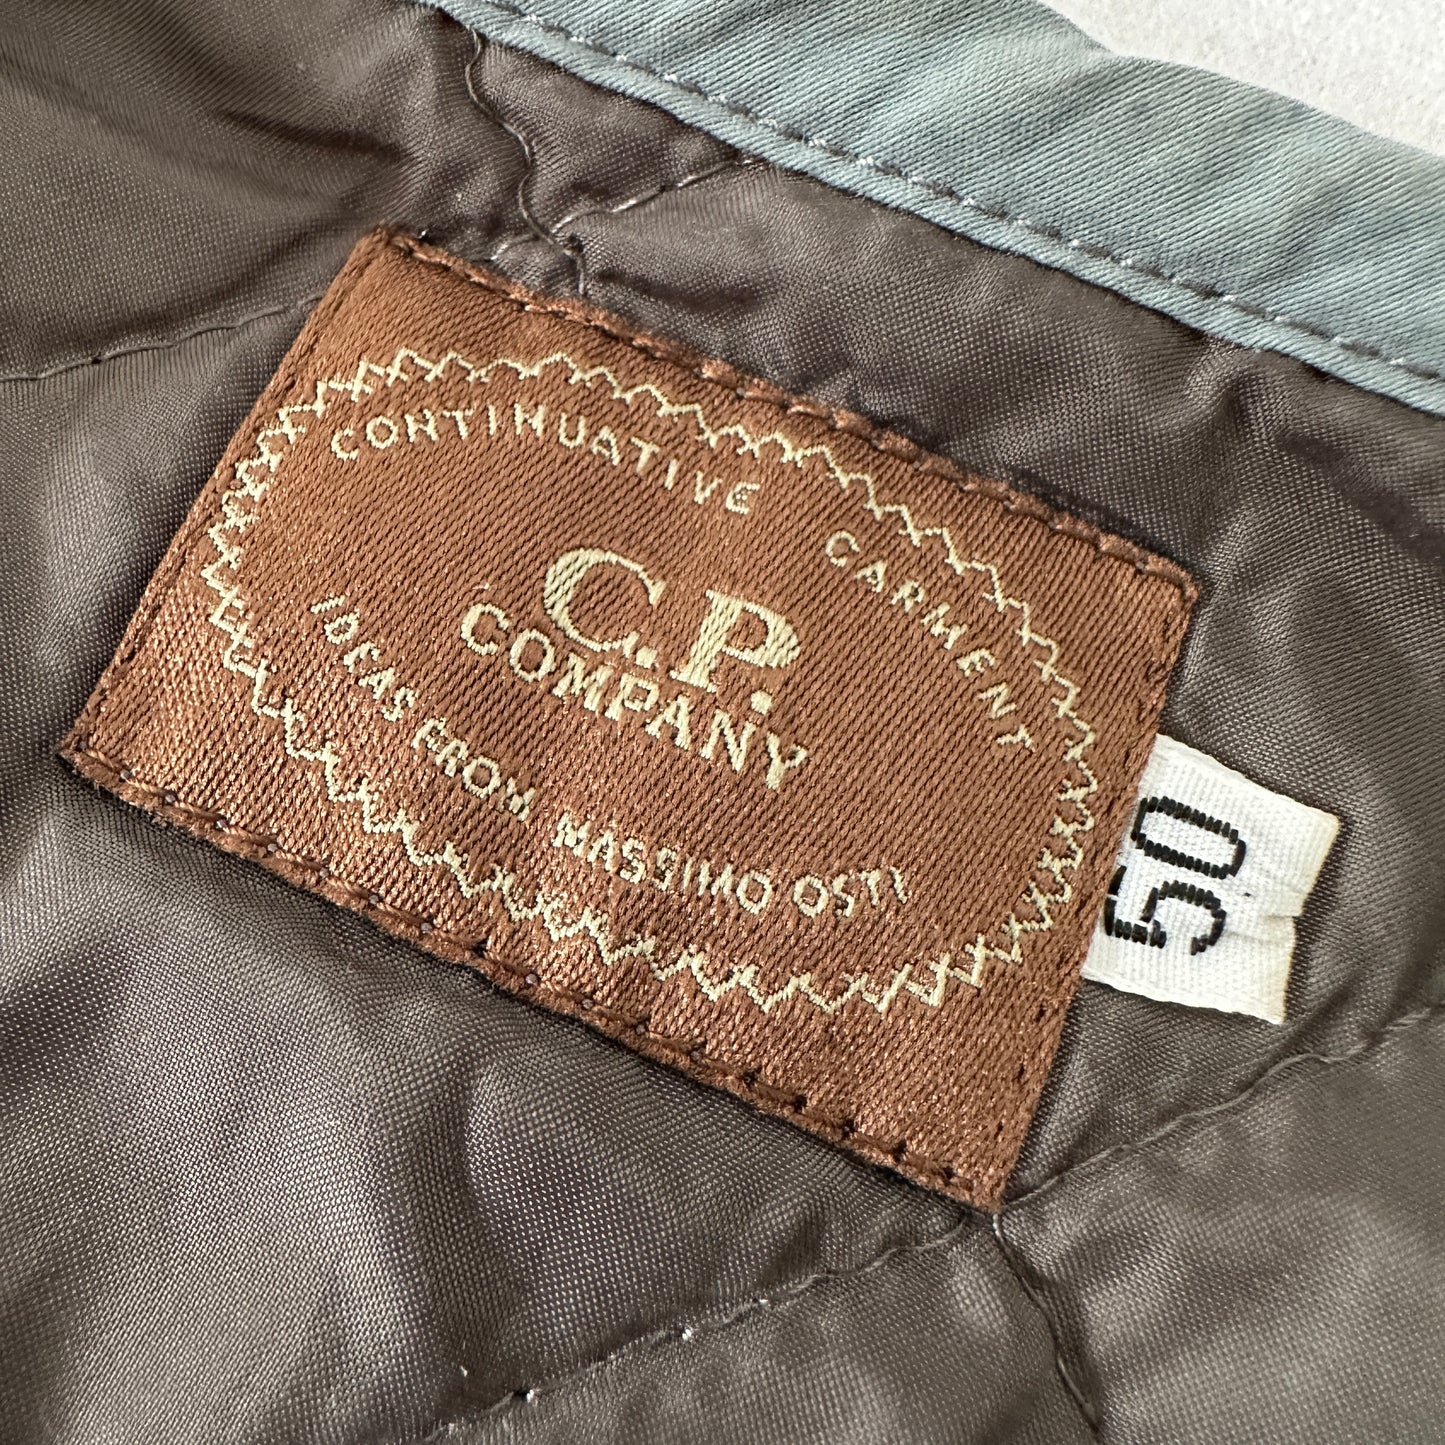 CONTINUATIVE GARMENT
C.P.
COMPANY
IDEAS FROM MASSIMO OSTI
50